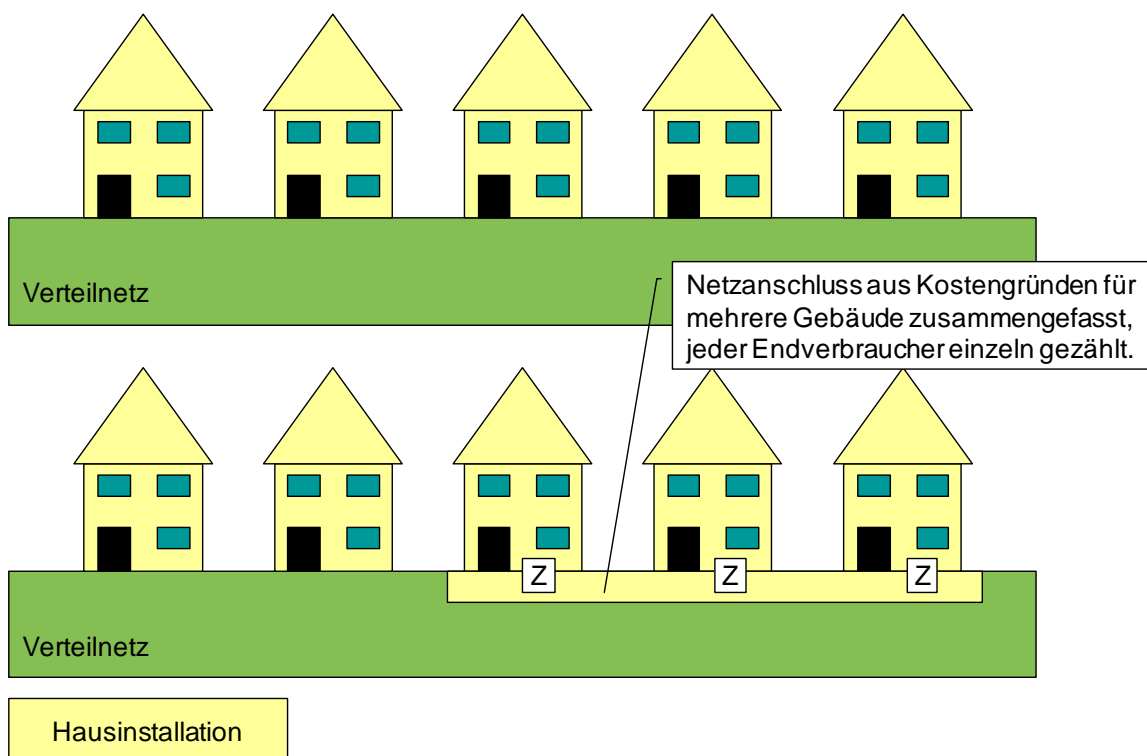 Verteilnetz
Netzanschluss aus Kostengründen für
mehrere Gebäude zusammengefasst,
jeder Endverbraucher einzeln gezählt.
Z Z Z
Verteilnetz
Hausinstallation